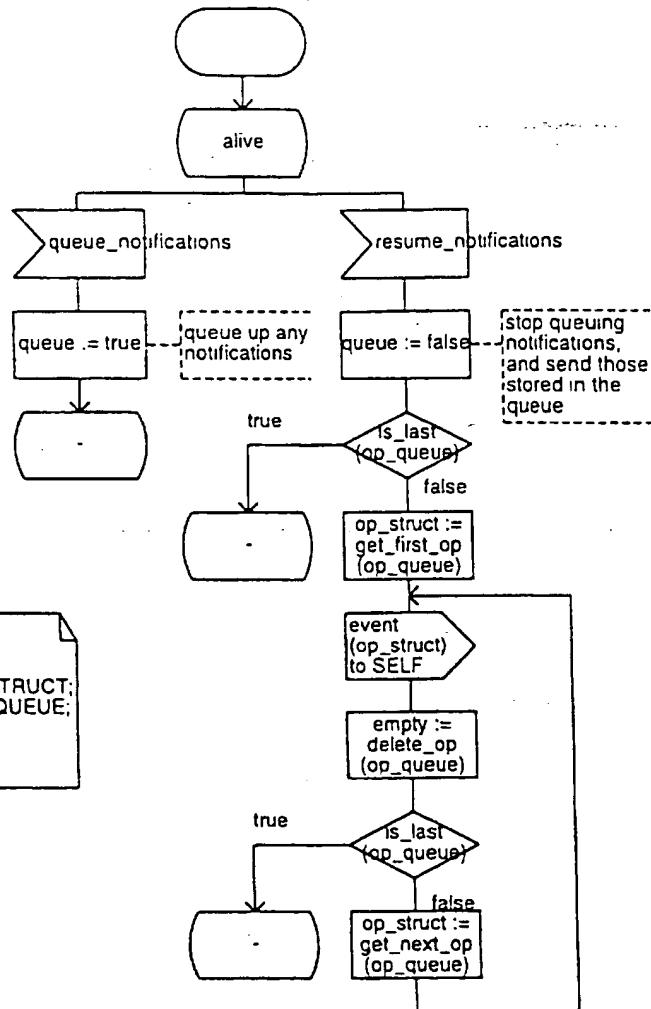 alive
queue_notifications
resume_notifications
queue := true
queue up any
notifications
queue := false
stop queuing
notifications,
and send those
stored in the
queue
true
is_last
(op_queue)
false
-
-
op_struct :=
get_first_op
(op_queue)
event
(op_struct)
to SELF
TRUCT;
QUEUE;
empty :=
delete_op
(op_queue)
true
is_last
(op_queue)
false
-
op_struct :=
get_next_op
(op_queue)